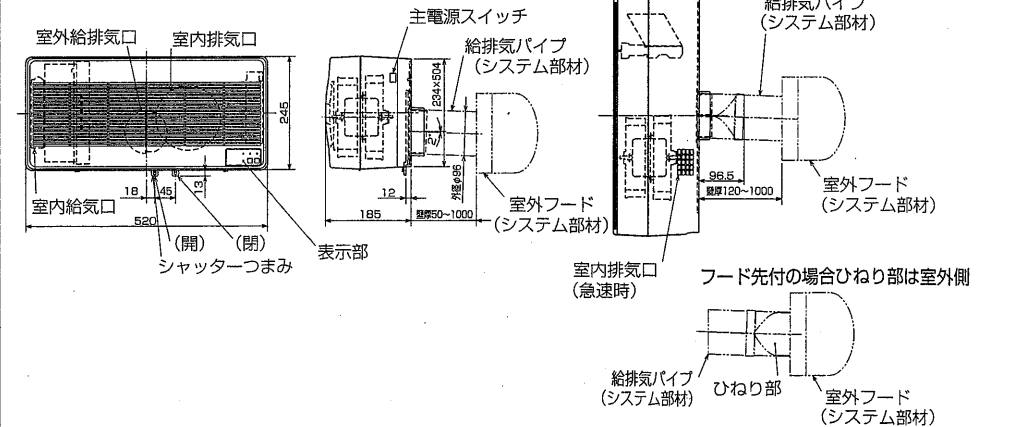 主電源スイッチ
室外給排気口
室内排気口
給排気パイプ
(システム部材)
245
234×504
2°
外径φ96
12
185
壁厚50~1000
室外フード
(システム部材)
18
45
13
室内給気口
520
(開)
(閉)
シャッターつまみ
表示部
給排気パイプ
(システム部材)
96.5
壁厚120~1000
室外フード
(システム部材)
室内排気口
(急速時)
フード先付の場合ひねり部は室外側
給排気パイプ
(システム部材)
ひねり部
室外フード
(システム部材)